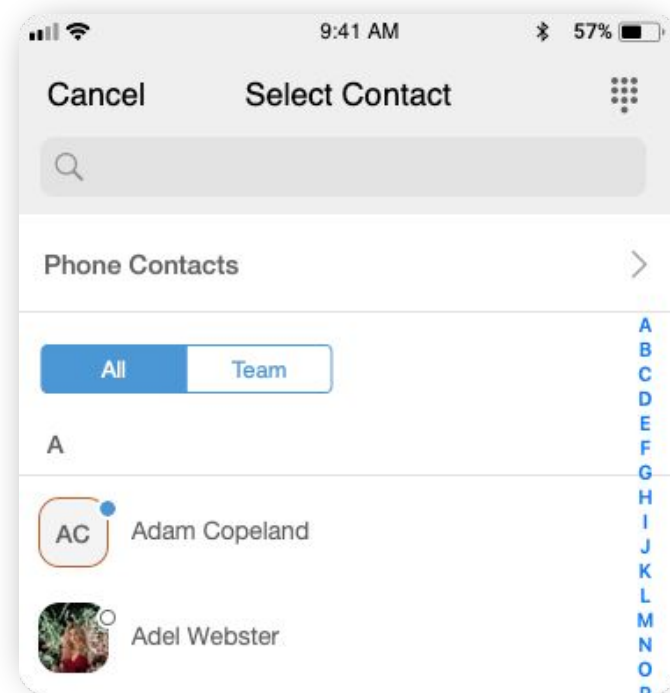 9:41 AM 57%
Cancel Select Contact
Phone Contacts
All Team
A
AC Adam Copeland
Adel Webster
A
B
C
D
E
F
G
H
I
J
K
L
M
N
O